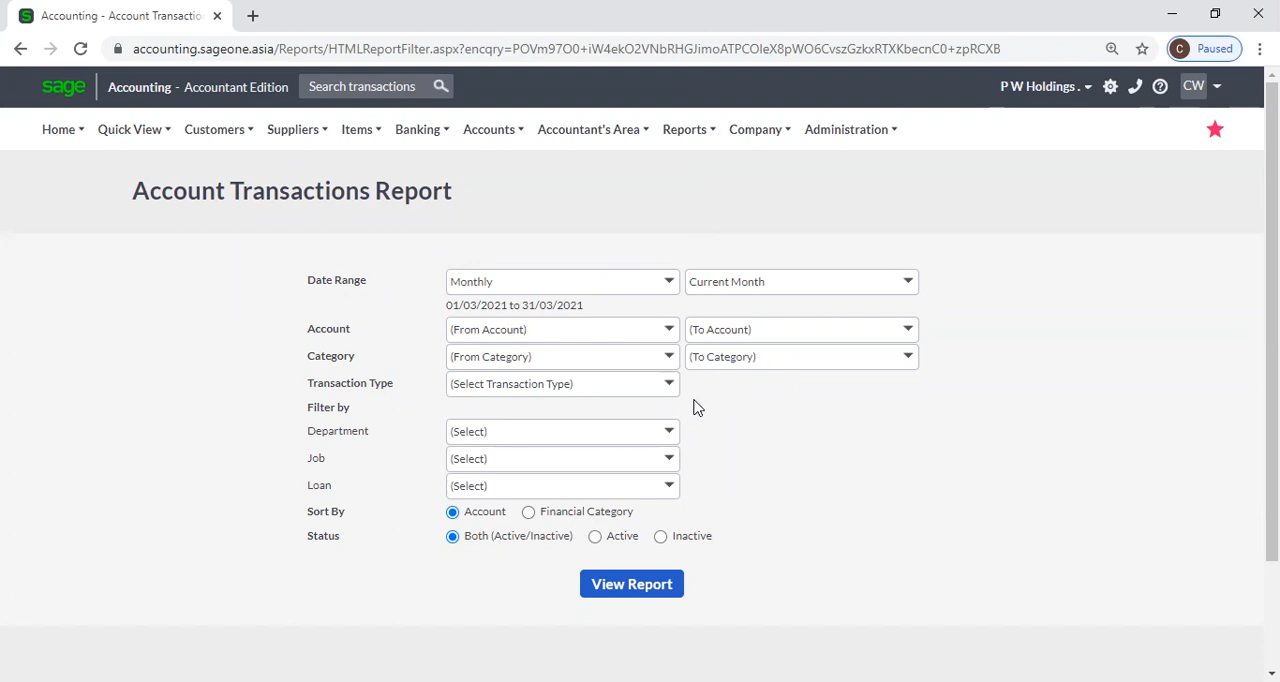 Accounting - Account Transactio
accounting.sageone.asia/Reports/HTMLReportFilter.aspx?encqry=POVm97O0+iW4ekO2VNbRHGJimoATPCOIeX8pWO6CvszGzkxRTXKbecnC0+zpRCXB
C Paused
sage Accounting - Accountant Edition Search transactions P W Holdings . CW
Home Quick View Customers Suppliers Items Banking Accounts Accountant's Area Reports Company Administration
Account Transactions Report
Date Range Monthly Current Month
01/03/2021 to 31/03/2021
Account (From Account) (To Account)
Category (From Category) (To Category)
Transaction Type (Select Transaction Type)
Filter by
Department (Select)
Job (Select)
Loan (Select)
Sort By Account Financial Category
Status Both (Active/Inactive) Active Inactive
View Report